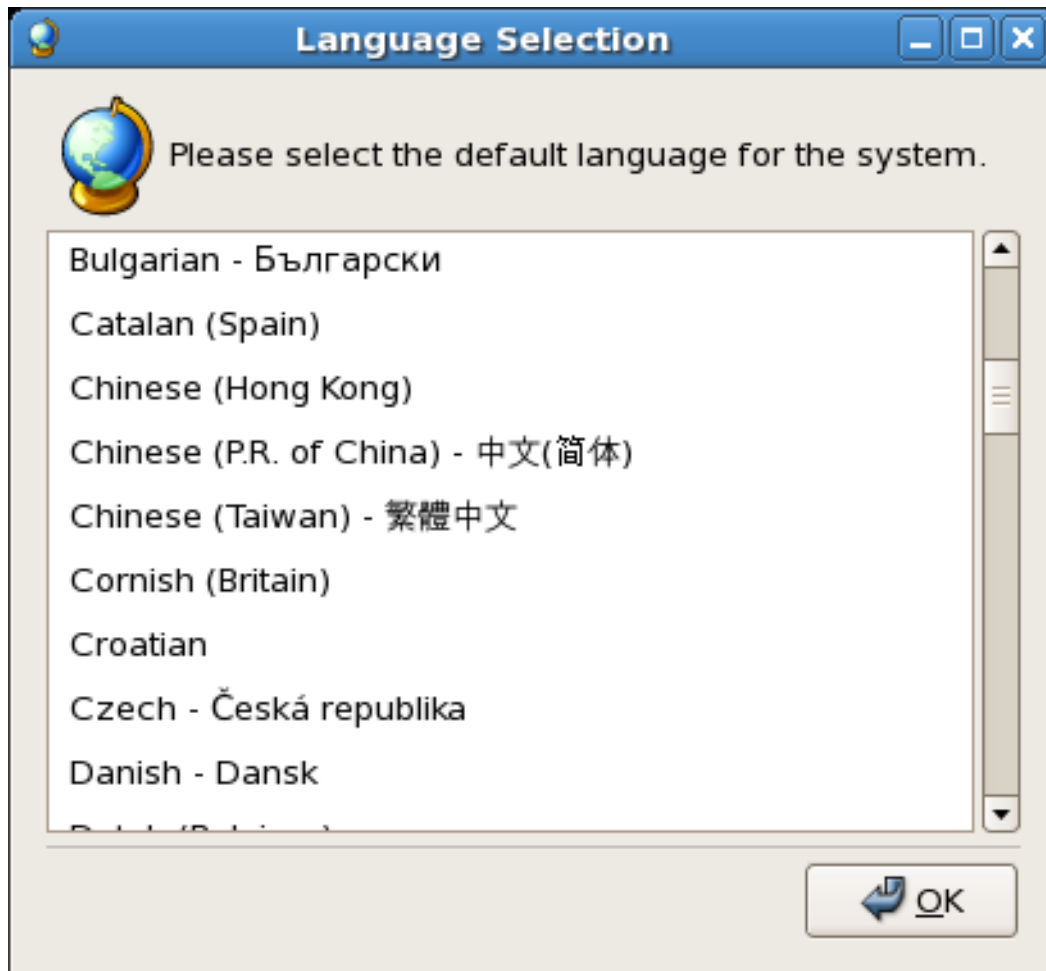 Language Selection
Please select the default language for the system.
Bulgarian - Български
Catalan (Spain)
Chinese (Hong Kong)
Chinese (P.R. of China) - 中文(简体)
Chinese (Taiwan) - 繁體中文
Cornish (Britain)
Croatian
Czech - Česká republika
Danish - Dansk
OK